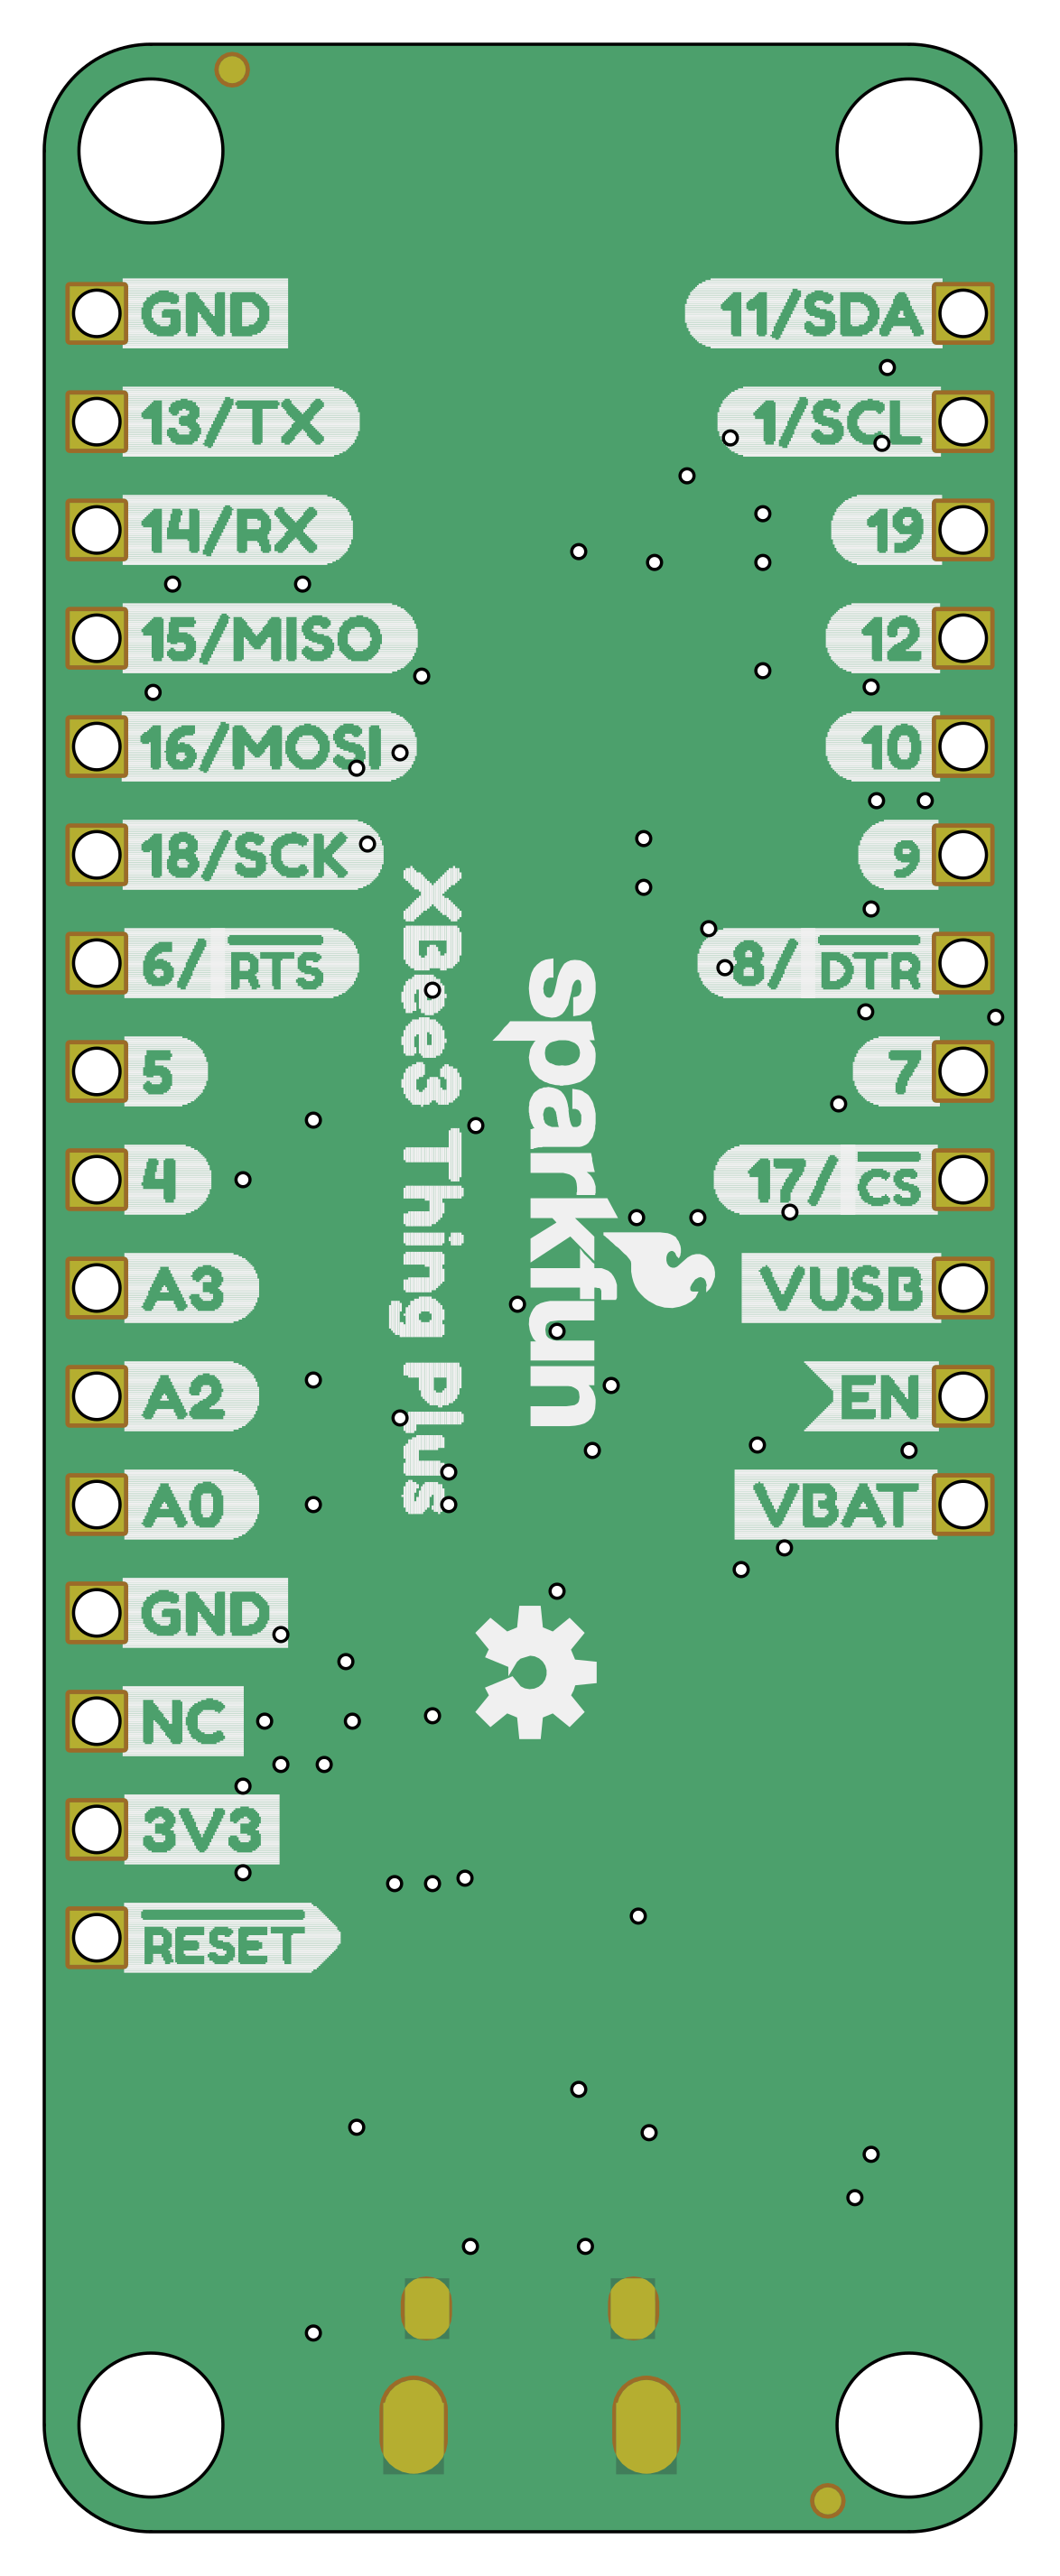 GND
11/SDA
13/TX
1/SCL
14/RX
19
15/MISO
12
16/MOSI
10
18/SCK
9
6/RTS
8/DTR
5
7
4
17/CS
A3
VUSB
A2
EN
A0
VBAT
GND
NC
3V3
RESET
sparkfun
XBee3 Thing Plus